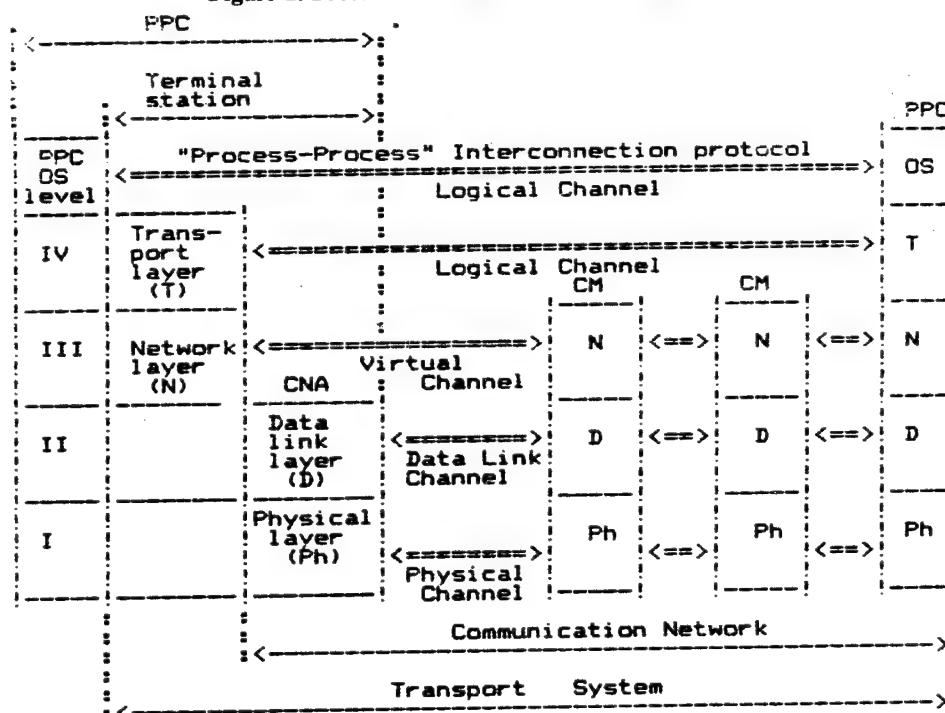 PPC
Terminal
station
PPC
PPC
OS
level
"Process-Process" Interconnection protocol
Logical Channel
OS
IV
Trans-
port
layer
(T)
Logical Channel
T
CM
CM
III
Network
layer
(N)
Virtual
Channel
N
N
N
CNA
II
Data
link
layer
(D)
Data Link
Channel
D
D
D
I
Physical
layer
(Ph)
Physical
Channel
Ph
Ph
Ph
Communication Network
Transport System